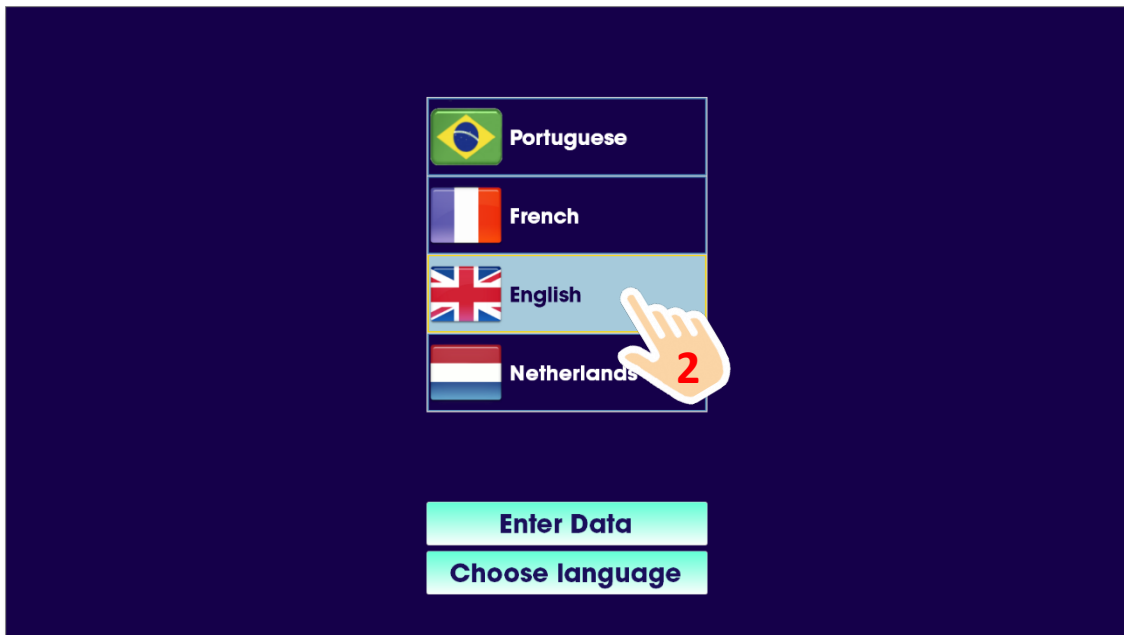 Portuguese
French
English
Netherlands
2
Enter Data
Choose language